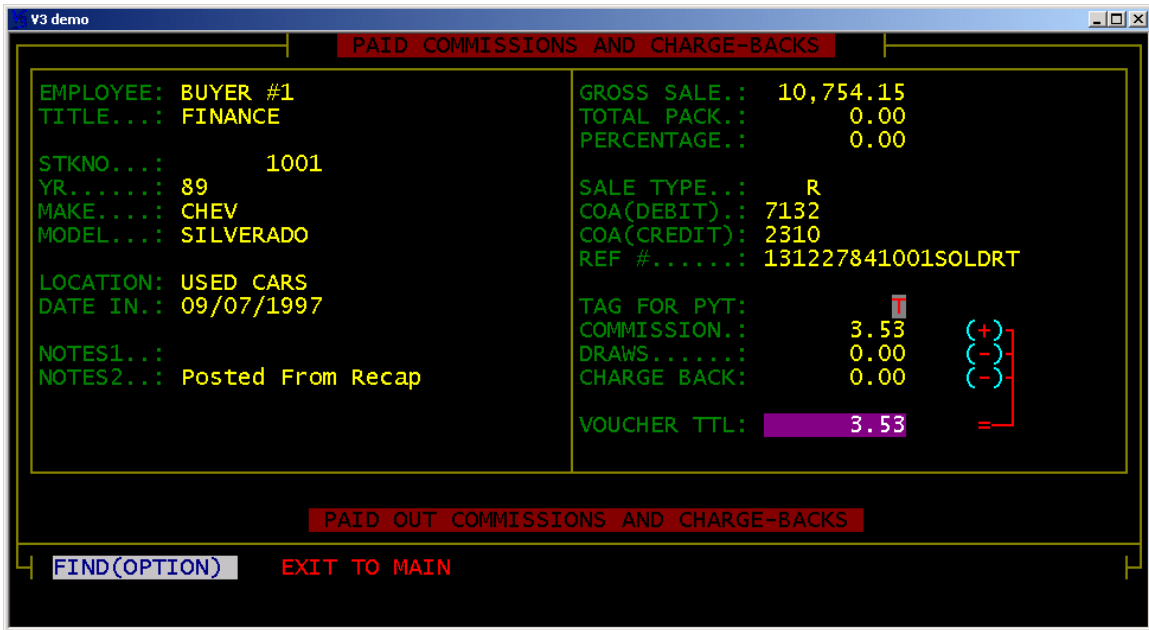 V3 demo
PAID COMMISSIONS AND CHARGE-BACKS
EMPLOYEE: BUYER #1
TITLE...: FINANCE
STKNO...: 1001
YR......: 89
MAKE....: CHEV
MODEL...: SILVERADO
LOCATION: USED CARS
DATE IN.: 09/07/1997
NOTES1..:
NOTES2..: Posted From Recap
GROSS SALE.: 10,754.15
TOTAL PACK.: 0.00
PERCENTAGE.: 0.00
SALE TYPE..: R
COA(DEBIT).: 7132
COA(CREDIT): 2310
REF #......: 131227841001SOLDRT
TAG FOR PYT: T
COMMISSION.: 3.53 (+)
DRAWS......: 0.00 (-)
CHARGE BACK: 0.00 (-)
VOUCHER TTL: 3.53 =
PAID OUT COMMISSIONS AND CHARGE-BACKS
FIND(OPTION) EXIT TO MAIN